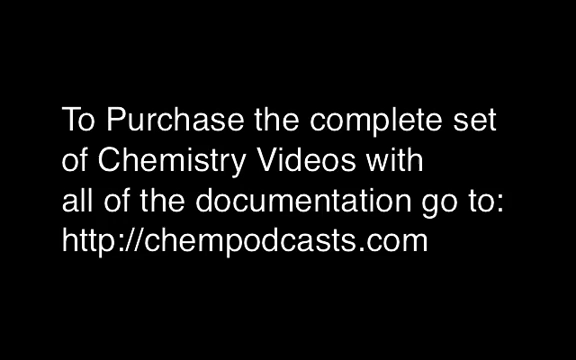 To Purchase the complete set
of Chemistry Videos with
all of the documentation go to:
http://chempodcasts.com